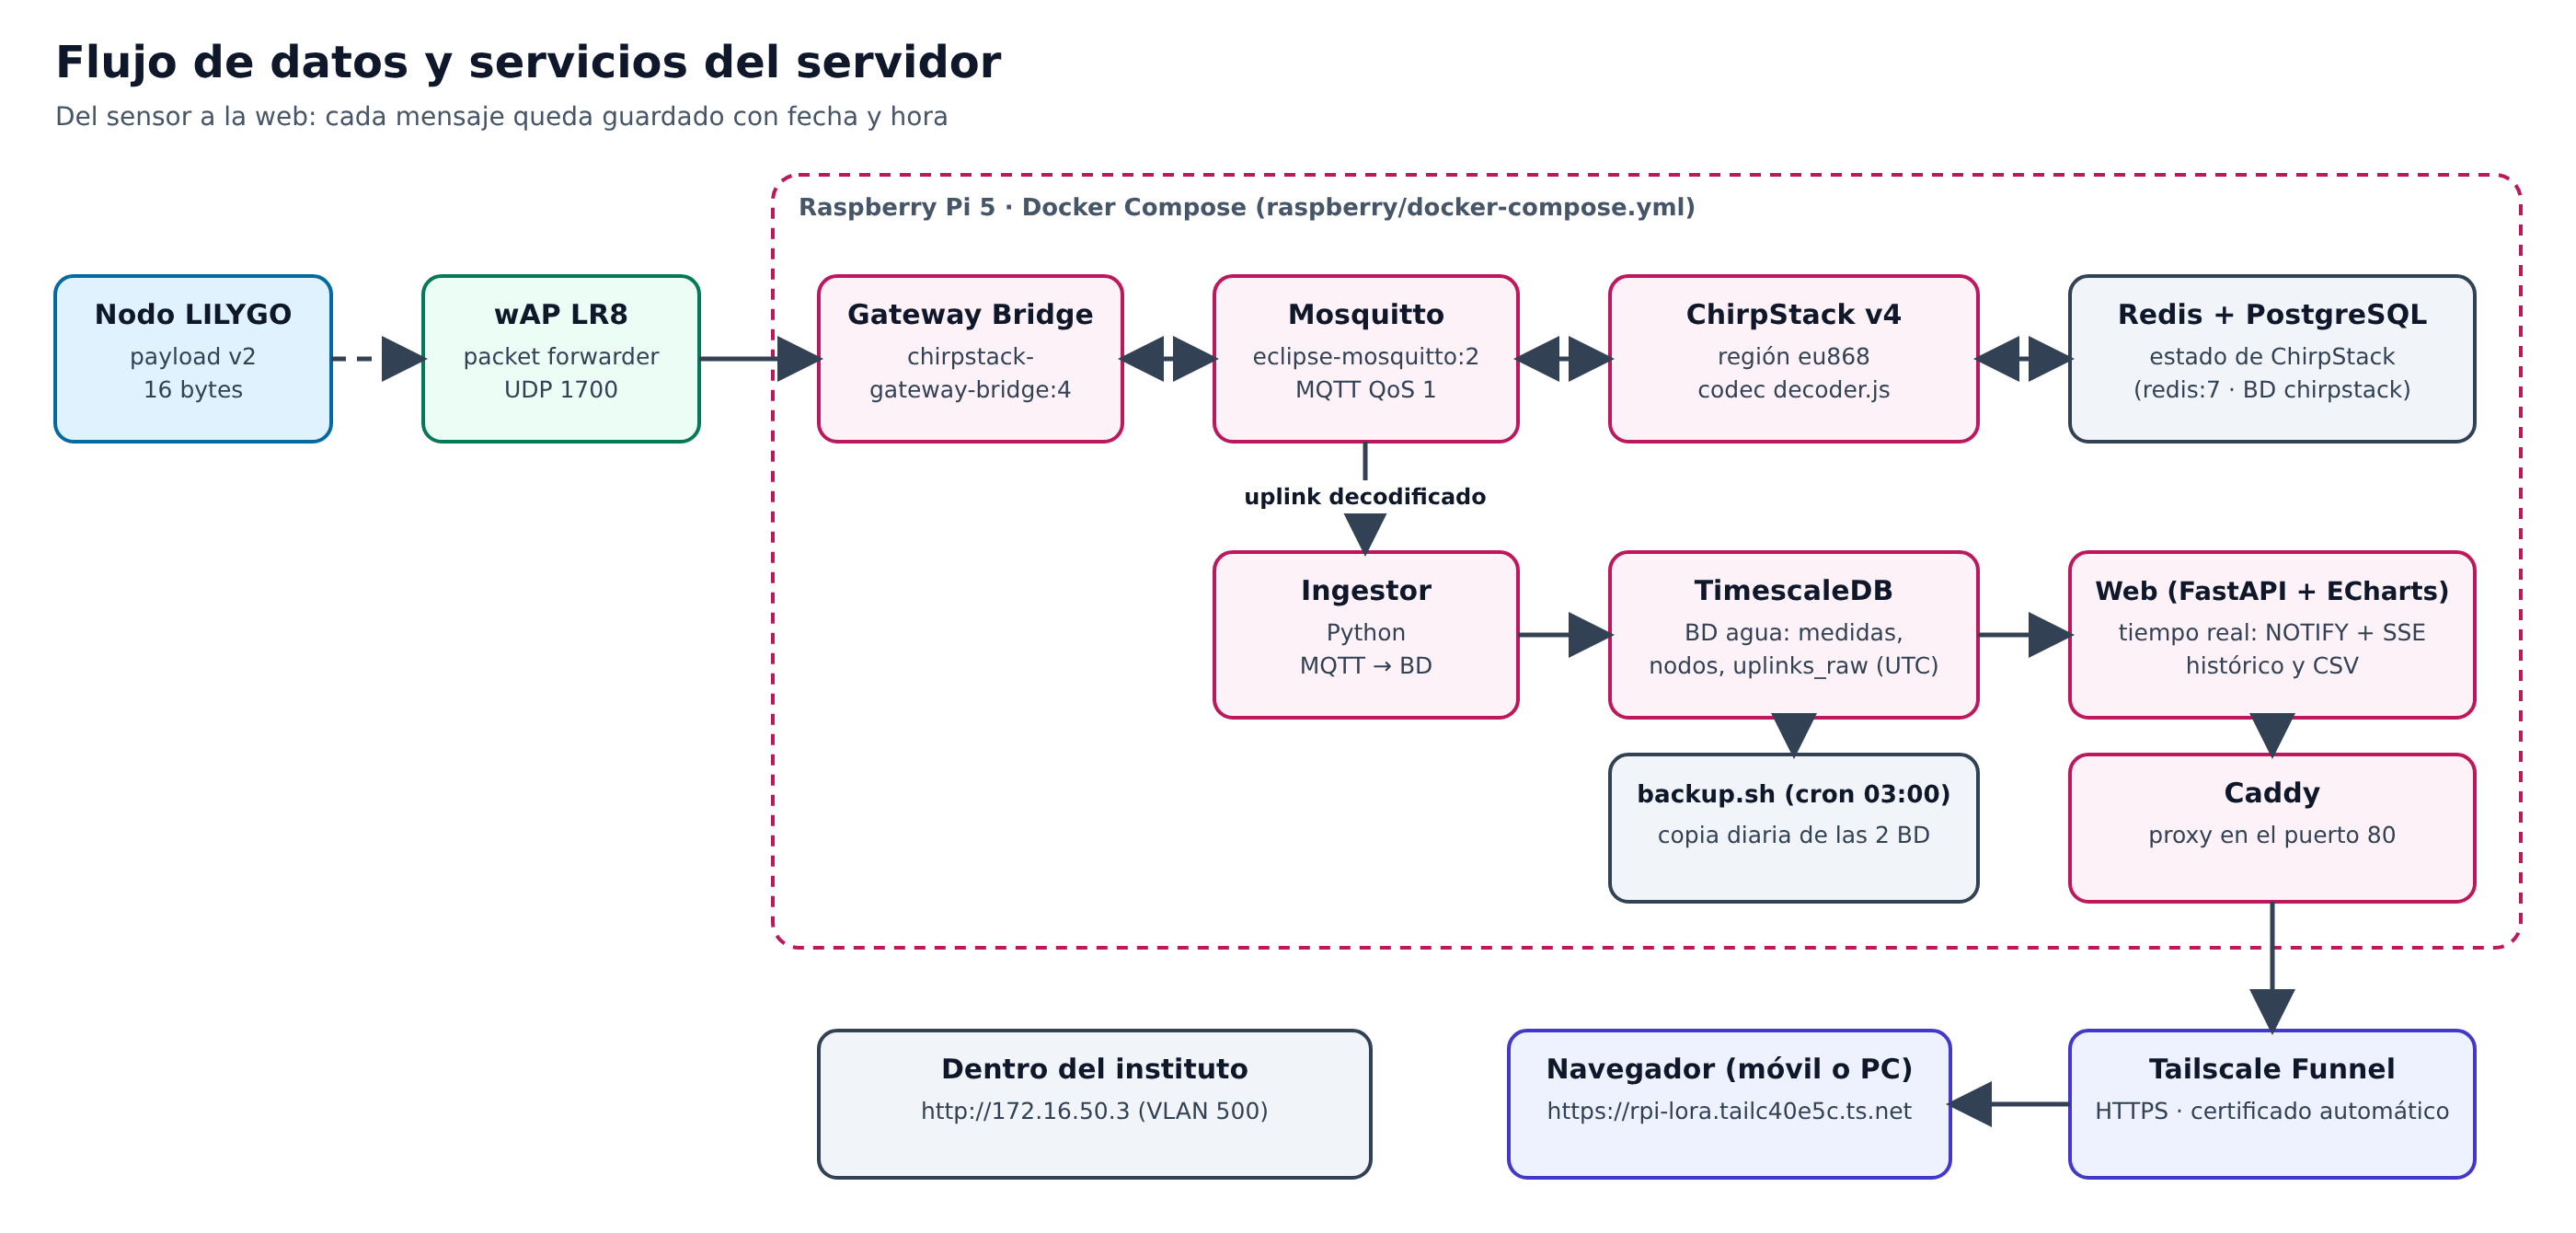 Flujo de datos y servicios del servidor
Del sensor a la web: cada mensaje queda guardado con fecha y hora
Raspberry Pi 5 · Docker Compose (raspberry/docker-compose.yml)
Nodo LILYGO
payload v2
16 bytes
wAP LR8
packet forwarder
UDP 1700
Gateway Bridge
chirpstack-
gateway-bridge:4
Mosquitto
eclipse-mosquitto:2
MQTT QoS 1
ChirpStack v4
región eu868
codec decoder.js
Redis + PostgreSQL
estado de ChirpStack
(redis:7 · BD chirpstack)
uplink decodificado
Ingestor
Python
MQTT → BD
TimescaleDB
BD agua: medidas,
nodos, uplinks_raw (UTC)
Web (FastAPI + ECharts)
tiempo real: NOTIFY + SSE
histórico y CSV
backup.sh (cron 03:00)
copia diaria de las 2 BD
Caddy
proxy en el puerto 80
Dentro del instituto
http://172.16.50.3 (VLAN 500)
Navegador (móvil o PC)
https://rpi-lora.tailc40e5c.ts.net
Tailscale Funnel
HTTPS · certificado automático